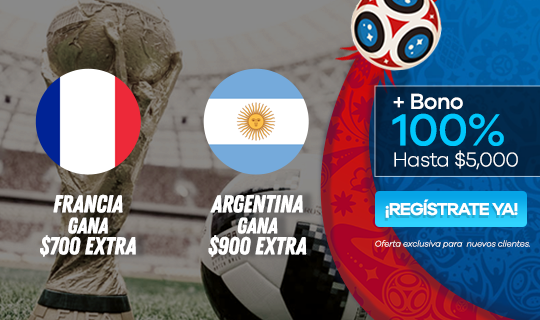 FRANCIA
GANA
$700 EXTRA
ARGENTINA
GANA
$900 EXTRA
+ Bono
100%
Hasta $5,000
¡REGÍSTRATE YA!
Oferta exclusiva para nuevos clientes.